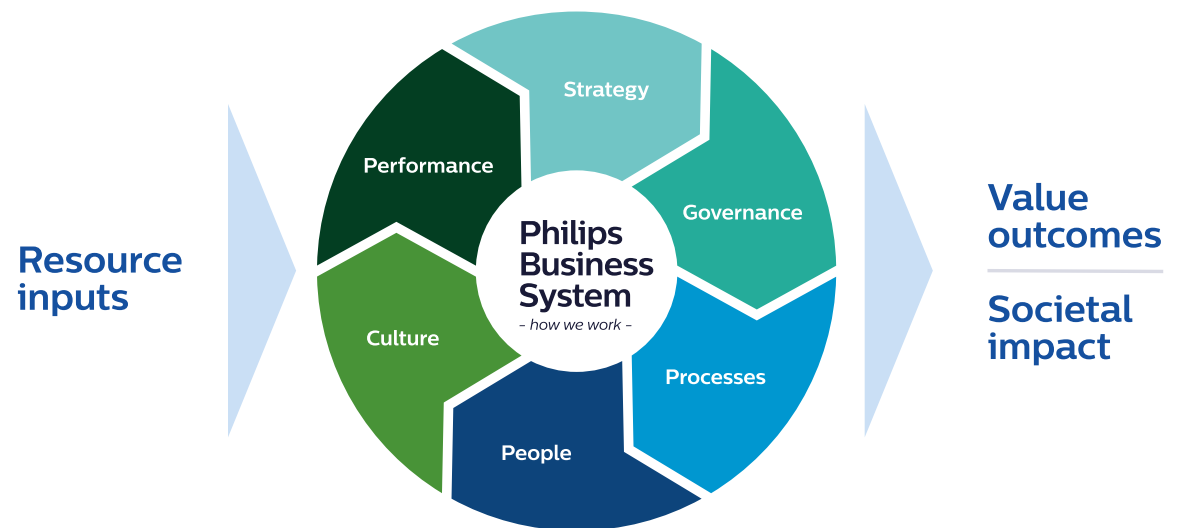 Resource
inputs
Strategy
Governance
Processes
People
Culture
Performance
Philips
Business
System
- how we work -
Value
outcomes
Societal
impact